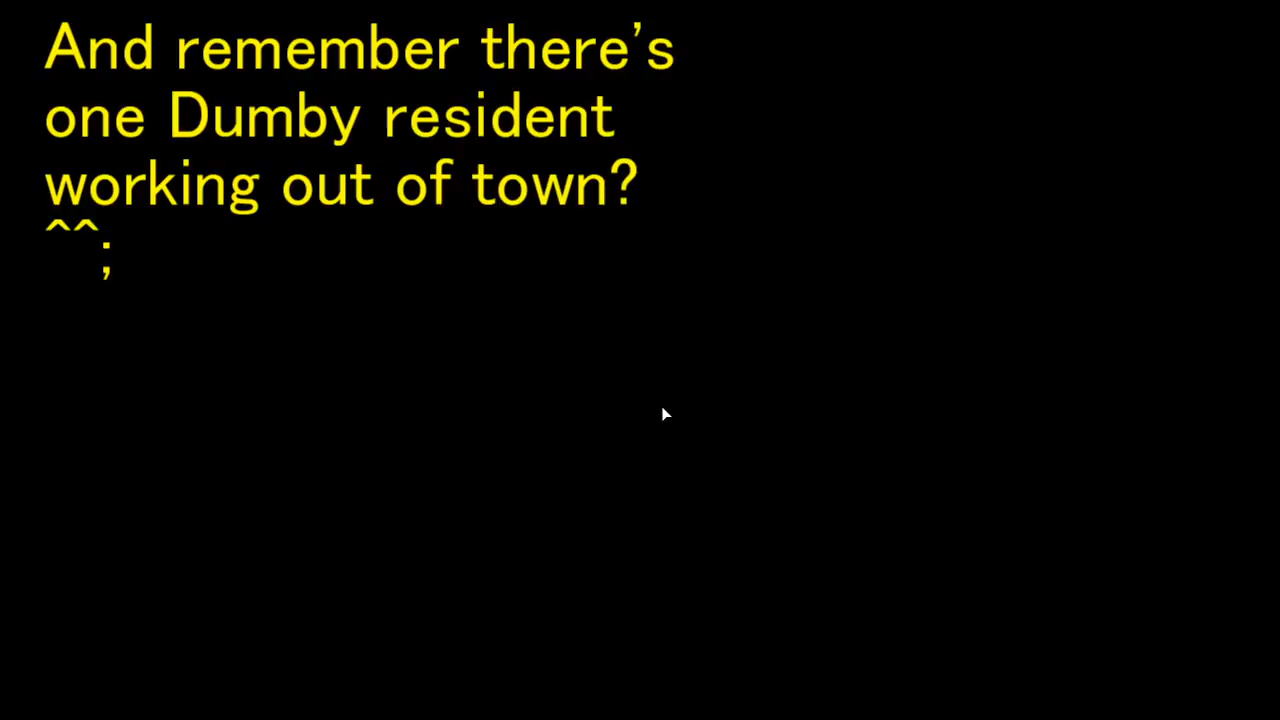 And remember there’s
one Dumby resident
working out of town?
^^;